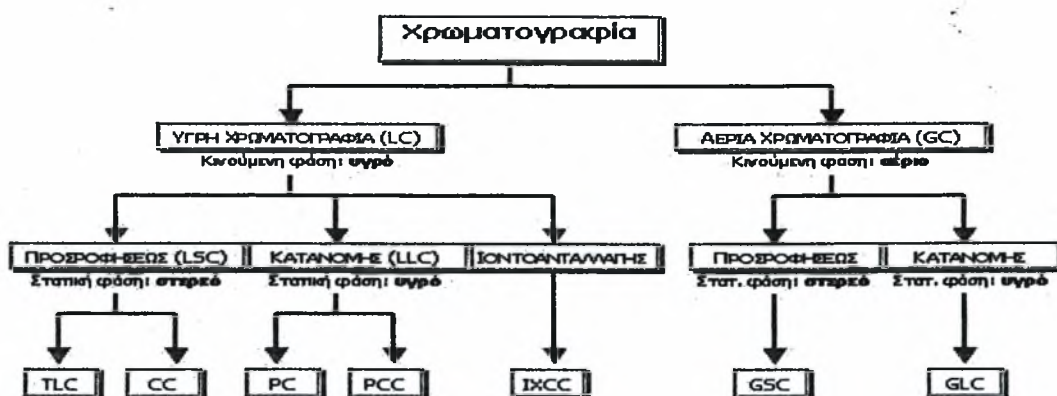 Χρωματογραφία
ΥΓΡΗ ΧΡΩΜΑΤΟΓΡΑΦΙΑ (LC)
Κινούμενη φάση: υγρό
ΑΕΡΙΑ ΧΡΩΜΑΤΟΓΡΑΦΙΑ (GC)
Κινούμενη φάση: αέριο
ΠΡΟΣΡΟΦΗΣΕΩΣ (LSC)
Στατική φάση: στερεό
ΚΑΤΑΝΟΜΗΣ (LLC)
Στατική φάση: υγρό
ΙΟΝΤΟΑΝΤΑΛΛΑΓΗΣ
ΠΡΟΣΡΟΦΗΣΕΩΣ
Στατ. φάση: στερεό
ΚΑΤΑΝΟΜΗΣ
Στατ. φάση: υγρό
TLC
CC
PC
PCC
IXCC
GSC
GLC